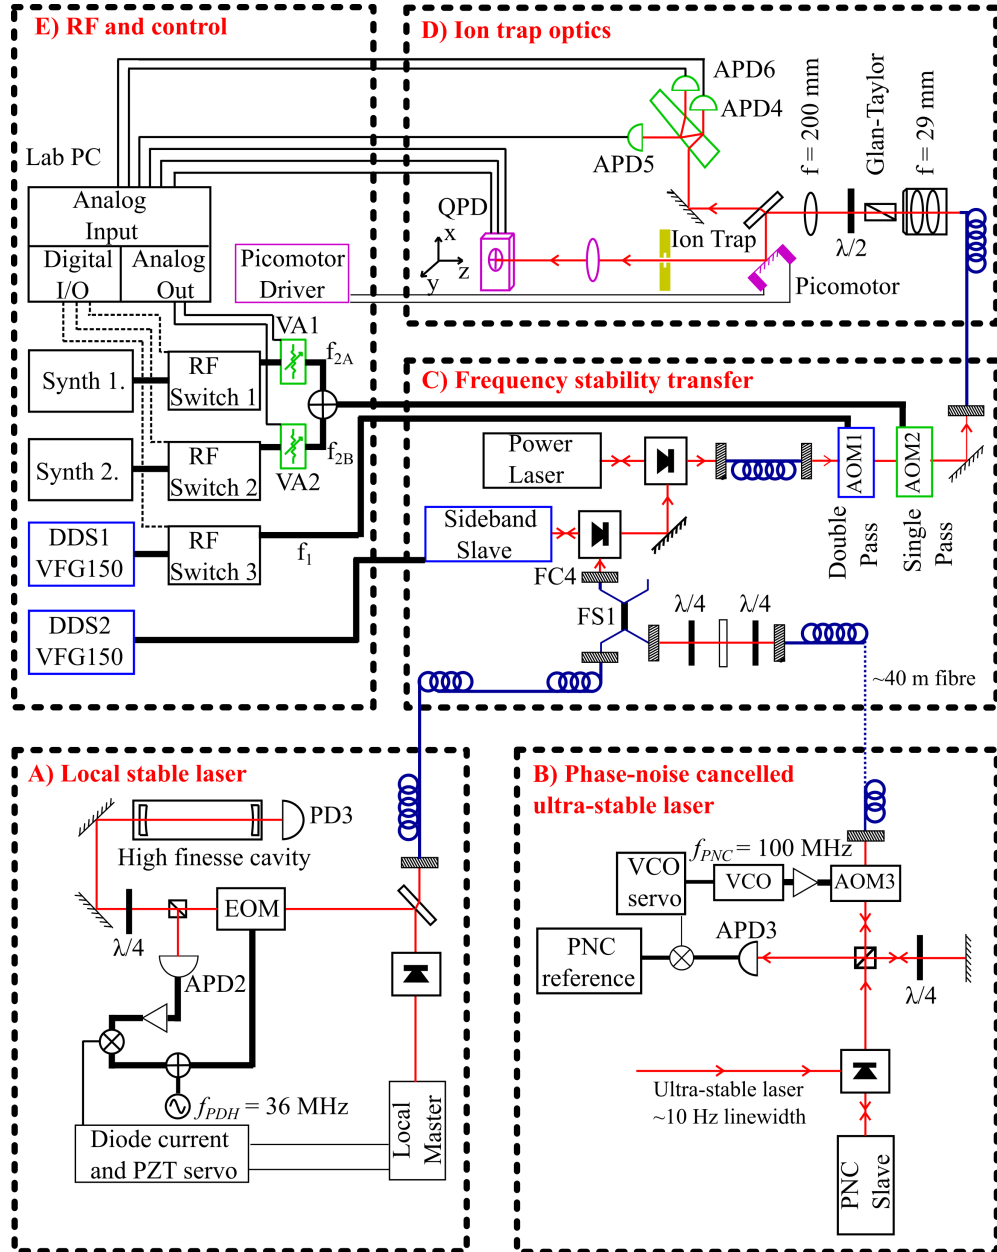 E) RF and control
Lab PC
Analog
Input
Digital
I/O
Analog
Out
Picomotor
Driver
VA1
f2A
Synth 1.
RF
Switch 1
f2B
Synth 2.
RF
Switch 2
VA2
DDS1
VFG150
RF
Switch 3
f1
DDS2
VFG150
D) Ion trap optics
APD6
APD4
APD5
f = 200 mm
Glan-Taylor
f = 29 mm
λ/2
QPD
x
z
y
Ion Trap
Picomotor
C) Frequency stability transfer
Power
Laser
AOM1
AOM2
Double
Pass
Single
Pass
Sideband
Slave
FC4
FS1
λ/4
λ/4
~40 m fibre
A) Local stable laser
PD3
High finesse cavity
λ/4
EOM
APD2
fPDH = 36 MHz
Diode current
and PZT servo
Local
Master
B) Phase-noise cancelled
ultra-stable laser
fPNC = 100 MHz
VCO
servo
VCO
AOM3
APD3
PNC
reference
λ/4
Ultra-stable laser
~10 Hz linewidth
PNC
Slave